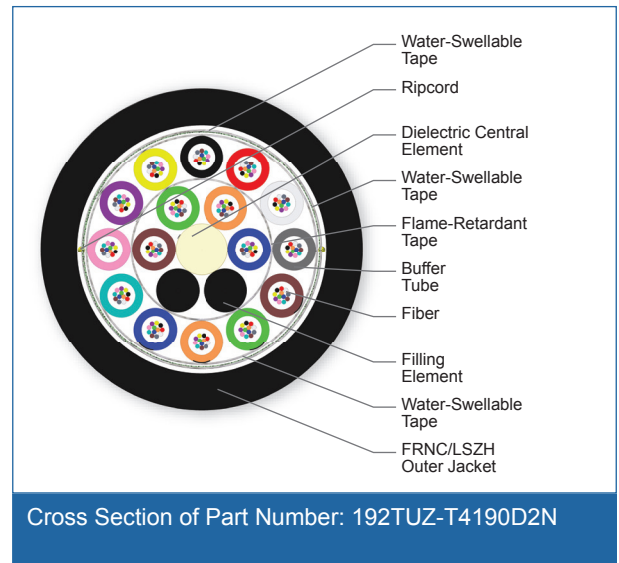 Water-Swellable
Tape
Ripcord
Dielectric Central
Element
Water-Swellable
Tape
Flame-Retardant
Tape
Buffer
Tube
Fiber
Filling
Element
Water-Swellable
Tape
FRNC/LSZH
Outer Jacket
Cross Section of Part Number: 192TUZ-T4190D2N